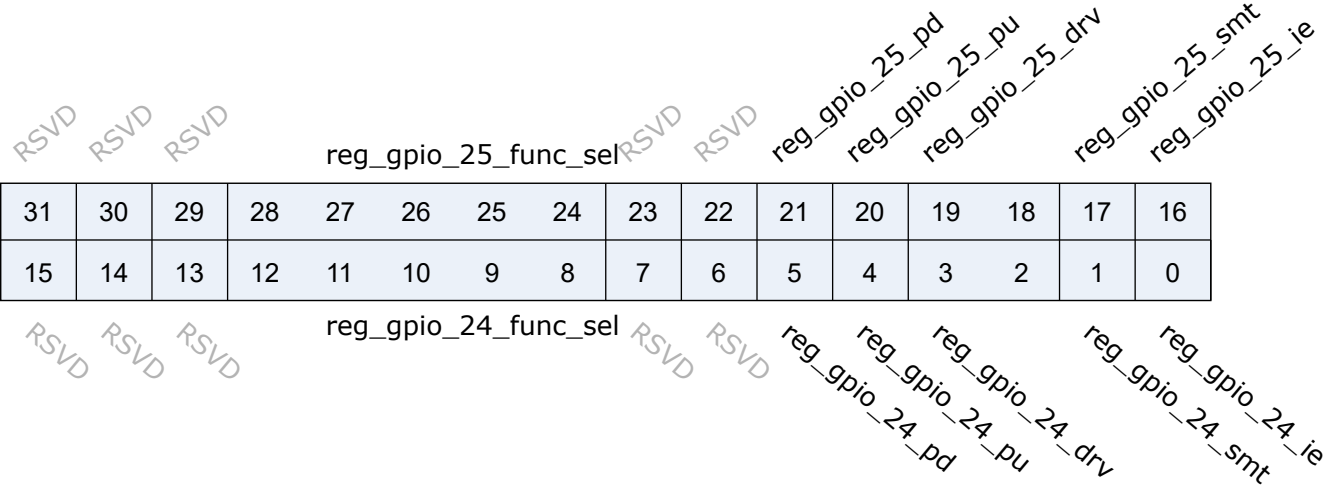 RSVD RSVD RSVD reg_gpio_25_func_sel RSVD RSVD reg_gpio_25_pd reg_gpio_25_pu reg_gpio_25_drv reg_gpio_25_smt reg_gpio_25_ie
31 30 29 28 27 26 25 24 23 22 21 20 19 18 17 16
15 14 13 12 11 10 9 8 7 6 5 4 3 2 1 0
RSVD RSVD RSVD reg_gpio_24_func_sel RSVD RSVD reg_gpio_24_pd reg_gpio_24_pu reg_gpio_24_drv reg_gpio_24_smt reg_gpio_24_ie